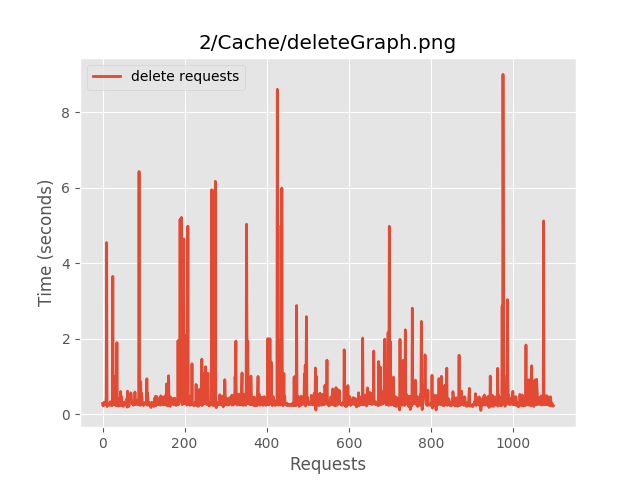 2/Cache/deleteGraph.png
delete requests
8
6
4
2
0
Time (seconds)
0 200 400 600 800 1000
Requests